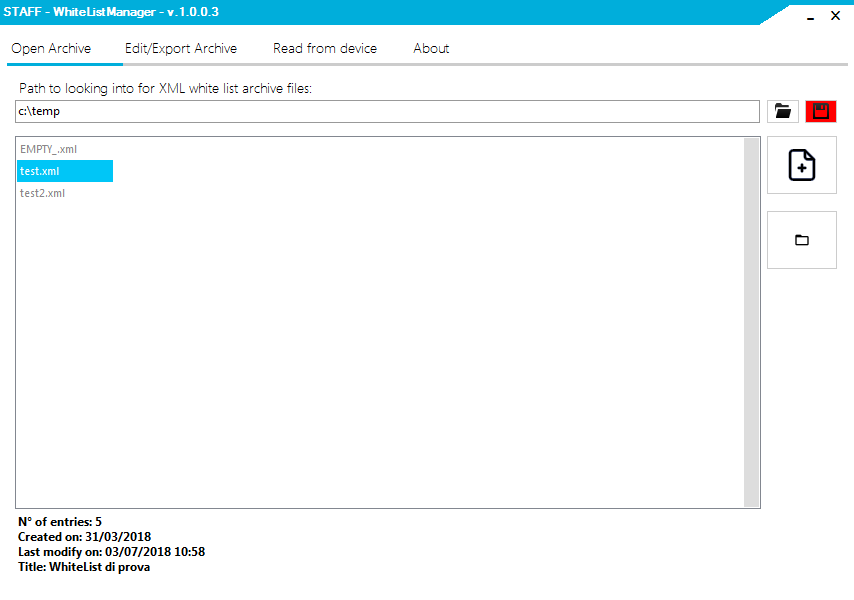 STAFF - WhiteListManager - v.1.0.0.3
Open Archive Edit/Export Archive Read from device About
Path to looking into for XML white list archive files:
c:\temp
EMPTY_.xml
test.xml
test2.xml
N° of entries: 5
Created on: 31/03/2018
Last modify on: 03/07/2018 10:58
Title: WhiteList di prova